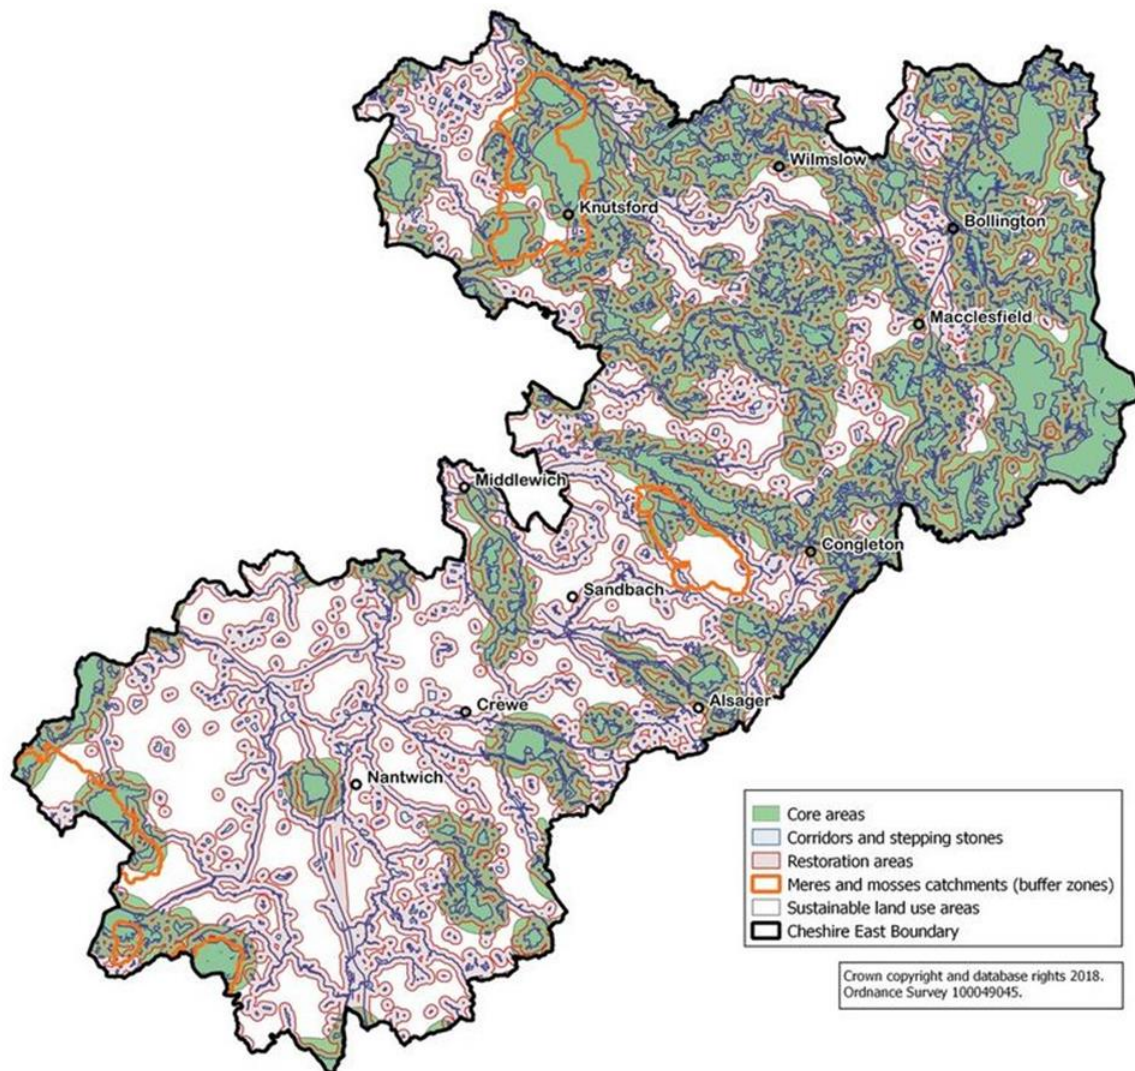 Wilmslow
Knutsford
Bollington
Macclesfield
Middlewich
Congleton
Sandbach
Alsager
Crewe
Nantwich
Core areas
Corridors and stepping stones
Restoration areas
Meres and mosses catchments (buffer zones)
Sustainable land use areas
Cheshire East Boundary
Crown copyright and database rights 2018.
Ordnance Survey 100049045.